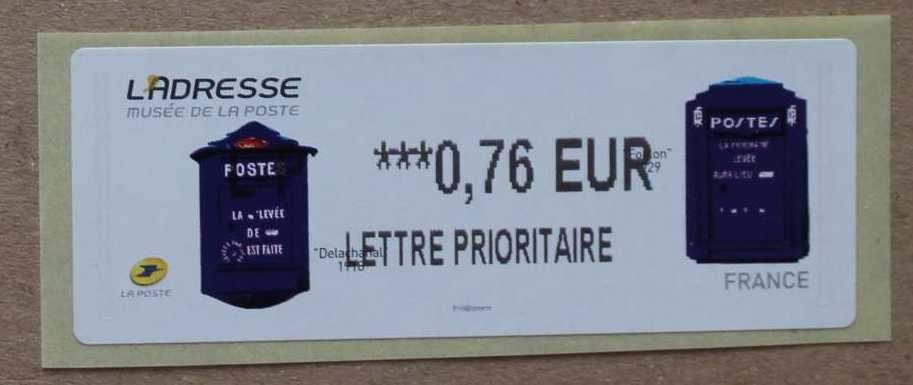 L'ADRESSE
MUSÉE DE LA POSTE
POSTES
LA LEVÉE
DE
EST FAITE
LA POSTE
***0,76 EUR
LETTRE PRIORITAIRE
"Delachanal"
POSTES
LEVÉE
FRANCE